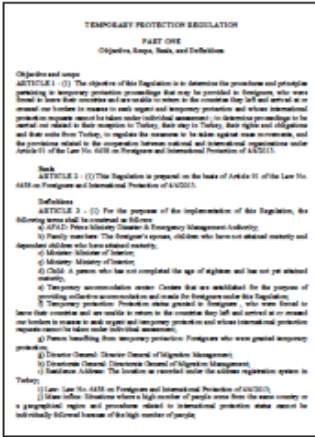 TEMPORARY PROTECTION REGULATION
PART ONE
Objective, Scope, Basis, and Definitions
Objective and scope
ARTICLE 1 - (1) The objective of this Regulation is to determine the procedures and principles
pertaining to temporary protection proceedings that may be provided to foreigners, who were
forced to leave their countries and are unable to return to the countries they left and arrived at or
crossed our borders in masses to seek urgent and temporary protection and whose international
protection requests cannot be taken under individual assessment; to determine proceedings to be
carried out related to their reception to Turkey, their stay in Turkey, their rights and obligations
and their exits from Turkey, to regulate the measures to be taken against mass movements, and
the provisions related to the cooperation between national and international organizations under
Article 91 of the Law No. 6458 on Foreigners and International Protection of 4/4/2013.
Basis
ARTICLE 2 - (1) This Regulation is prepared on the basis of Article 91 of the Law No.
6458 on Foreigners and International Protection of 4/4/2013.
Definitions
ARTICLE 3 - (1) For the purposes of the implementation of this Regulation, the
following terms shall be construed as follows:
a) AFAD: Prime Ministry Disaster & Emergency Management Authority;
b) Family members: The foreigner's spouse, children who have not attained maturity and
dependent children who have attained maturity,
c) Minister: Minister of Interior;
ç) Ministry: Ministry of Interior;
d) Child: A person who has not completed the age of eighteen and has not yet attained
maturity,
e) Temporary accommodation center: Centers that are established for the purpose of
providing collective accommodation and needs for foreigners under this Regulation;
f) Temporary protection: Protection status granted to foreigners, who were forced to
leave their countries and are unable to return to the countries they left and arrived at or crossed
our borders in masses to seek urgent and temporary protection and whose international protection
requests cannot be taken under individual assessment;
g) Person benefiting from temporary protection: Foreigners who were granted temporary
protection;
ğ) Director General: Director General of Migration Management;
h) Directorate General: Directorate General of Migration Management;
ı) Residence Address: The location as recorded under the address registration system in
Turkey;
i) Law: Law No. 6458 on Foreigners and International Protection of 4/4/2013;
j) Mass influx: Situations where a high number of people come from the same country or
a geographical region and procedures related to international protection status cannot be
individually followed because of the high number of people;